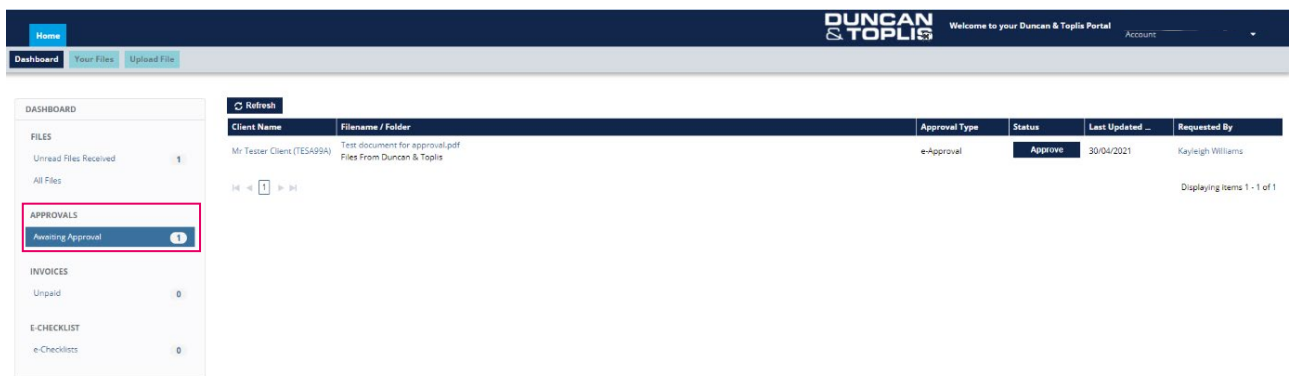 DUNCAN
& TOPLIS
Welcome to your Duncan & Toplis Portal
Account
Home
Dashboard Your Files Upload File
DASHBOARD
FILES
Unread Files Received 1
All Files
APPROVALS
Awaiting Approval 1
INVOICES
Unpaid 0
E-CHECKLIST
e-Checklists 0
Refresh
Client Name Filename / Folder Approval Type Status Last Updated ... Requested By
Mr Tester Client (TESA99A) Test document for approval.pdf e-Approval Approve 30/04/2021 Kayleigh Williams
Files From Duncan & Toplis
1 Displaying items 1 - 1 of 1